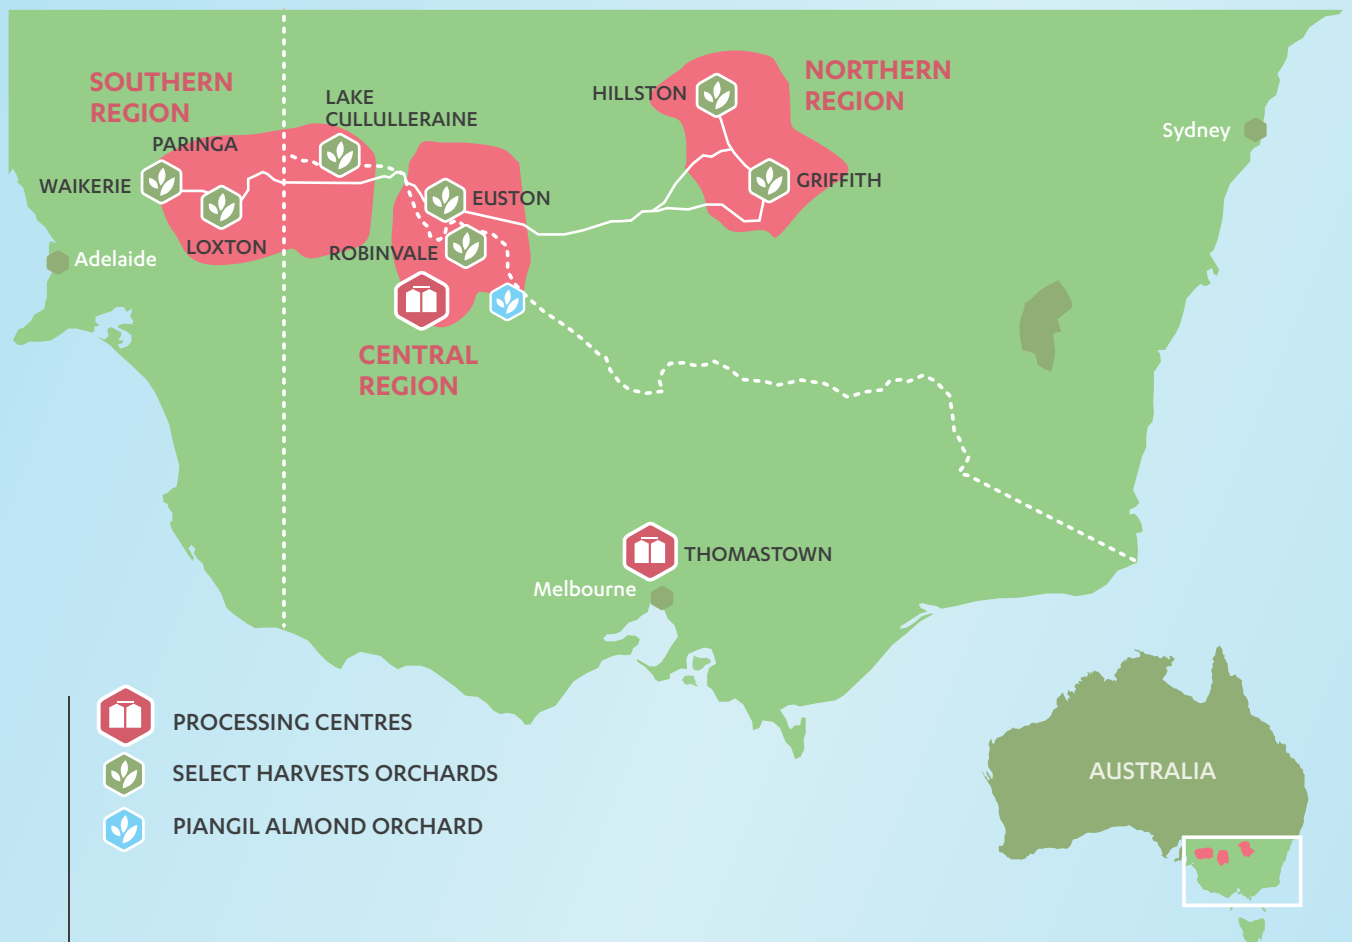 SOUTHERN
REGION
LAKE
CULLULLERAINE
PARINGA
WAIKERIE
LOXTON
Adelaide
HILLSTON
NORTHERN
REGION
GRIFFITH
Sydney
EUSTON
ROBINVALE
CENTRAL
REGION
THOMASTOWN
Melbourne
PROCESSING CENTRES
SELECT HARVESTS ORCHARDS
PIANGIL ALMOND ORCHARD
AUSTRALIA